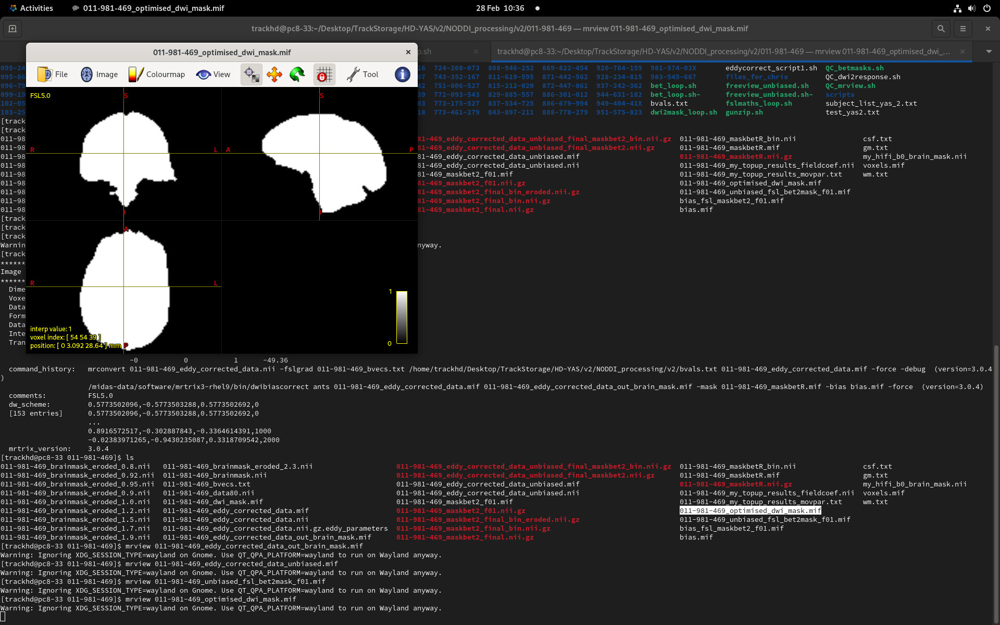 Activities 011-981-469_optimised_dwi_mask.mif 28 Feb 10:36
trackhd@pc8-33:~/Desktop/TrackStorage/HD-YAS/v2/NODDI_processing/v2/011-981-469 — mrview 011-981-469_optimised_dwi_mask.mif
p.sh trackhd@pc8-33:~/Desktop/TrackStorage/HD-YAS/v2/NODDI_processing/v2/011-981-469 — mrview 011-981-469_optimised_dwi_...
011-981-469_optimised_dwi_mask.mif
File Image Colourmap View Tool
FSL5.0
S S
R L A P
I I
A
R L
P
1
0
interp value: 1
voxel index: [ 54 54 39 ]
position: [ 0 3.092 28.64 ] mm
095-24 16 724-208-073 808-946-252 869-822-454 920-784-159 981-574-03X eddycorrect_script1.sh QC_betmasks.sh
095-86 07 743-352-167 811-619-595 871-442-562 928-234-815 983-545-667 files_for_chris QC_dwi2response.sh
096-79 42 751-806-527 815-212-020 872-447-861 937-242-362 bet_loop.sh freeview_unbiased.sh QC_mrview.sh
099-19 39 772-093-543 829-885-557 886-301-012 944-631-182 bet_loop.sh~ freeview_unbiased.sh~ scripts
102-05 03 773-175-527 837-534-725 886-679-994 949-404-41X bvals.txt fslmaths_loop.sh subject_list_yas_2.txt
103-25 18 773-461-279 843-897-211 888-778-279 951-575-823 dwi2mask_loop.sh gunzip.sh test_yas2.txt
[track
[track
011-98 81-469_eddy_corrected_data_unbiased_final_maskbet2_bin.nii.gz 011-981-469_maskbetR_bin.nii csf.txt
011-98 81-469_eddy_corrected_data_unbiased_final_maskbet2.nii.gz 011-981-469_maskbetR.mif gm.txt
011-98 81-469_eddy_corrected_data_unbiased.mif 011-981-469_maskbetR.nii.gz my_hifi_b0_brain_mask.nii
011-98 81-469_eddy_corrected_data_unbiased.nii 011-981-469_my_topup_results_fieldcoef.nii voxels.mif
011-98 81-469_maskbet2_f01.mif 011-981-469_my_topup_results_movpar.txt wm.txt
011-98 81-469_maskbet2_f01.nii.gz 011-981-469_optimised_dwi_mask.mif
011-98 81-469_maskbet2_final_bin_eroded.nii.gz 011-981-469_unbiased_fsl_bet2mask_f01.mif
011-98 81-469_maskbet2_final_bin.nii.gz bias_fsl_maskbet2_f01.mif
011-98 81-469_maskbet2_final.nii.gz bias.mif
[track
[track
[track
Warnin nyway.
[track
******
Image
******
Dime
Voxe
Data
Form
Data
Inte
Tran
-0 0 1 -49.36
command_history: mrconvert 011-981-469_eddy_corrected_data.nii -fslgrad 011-981-469_bvecs.txt /home/trackhd/Desktop/TrackStorage/HD-YAS/v2/NODDI_processing/v2/bvals.txt 011-981-469_eddy_corrected_data.mif -force -debug (version=3.0.4
)
/midas-data/software/mrtrix3-rhel9/bin/dwibiascorrect ants 011-981-469_eddy_corrected_data.mif 011-981-469_eddy_corrected_data_out_brain_mask.mif -mask 011-981-469_maskbetR.mif -bias bias.mif -force (version=3.0.4)
comments: FSL5.0
dw_scheme: 0.5773502096,-0.5773503288,0.5773502692,0
[153 entries] 0.5773502096,-0.5773503288,0.5773502692,0
...
0.8916572517,-0.302887843,-0.3364614391,1000
-0.02383971265,-0.9430235087,0.3318709542,2000
mrtrix_version: 3.0.4
[trackhd@pc8-33 011-981-469]$ ls
011-981-469_brainmask_eroded_0.8.nii 011-981-469_brainmask_eroded_2.3.nii 011-981-469_eddy_corrected_data_unbiased_final_maskbet2_bin.nii.gz 011-981-469_maskbetR_bin.nii csf.txt
011-981-469_brainmask_eroded_0.92.nii 011-981-469_brainmask.nii 011-981-469_eddy_corrected_data_unbiased_final_maskbet2.nii.gz 011-981-469_maskbetR.mif gm.txt
011-981-469_brainmask_eroded_0.95.nii 011-981-469_bvecs.txt 011-981-469_eddy_corrected_data_unbiased.mif 011-981-469_maskbetR.nii.gz my_hifi_b0_brain_mask.nii
011-981-469_brainmask_eroded_0.9.nii 011-981-469_data80.nii 011-981-469_eddy_corrected_data_unbiased.nii 011-981-469_my_topup_results_fieldcoef.nii voxels.mif
011-981-469_brainmask_eroded_1.0.nii 011-981-469_dwi_mask.mif 011-981-469_maskbet2_f01.mif 011-981-469_my_topup_results_movpar.txt wm.txt
011-981-469_brainmask_eroded_1.2.nii 011-981-469_eddy_corrected_data.mif 011-981-469_maskbet2_f01.nii.gz 011-981-469_optimised_dwi_mask.mif
011-981-469_brainmask_eroded_1.5.nii 011-981-469_eddy_corrected_data.nii 011-981-469_maskbet2_final_bin_eroded.nii.gz 011-981-469_unbiased_fsl_bet2mask_f01.mif
011-981-469_brainmask_eroded_1.7.nii 011-981-469_eddy_corrected_data.nii.gz.eddy_parameters 011-981-469_maskbet2_final_bin.nii.gz bias_fsl_maskbet2_f01.mif
011-981-469_brainmask_eroded_1.9.nii 011-981-469_eddy_corrected_data_out_brain_mask.mif 011-981-469_maskbet2_final.nii.gz bias.mif
[trackhd@pc8-33 011-981-469]$ mrview 011-981-469_eddy_corrected_data_out_brain_mask.mif
Warning: Ignoring XDG_SESSION_TYPE=wayland on Gnome. Use QT_QPA_PLATFORM=wayland to run on Wayland anyway.
[trackhd@pc8-33 011-981-469]$ mrview 011-981-469_eddy_corrected_data_unbiased.mif
Warning: Ignoring XDG_SESSION_TYPE=wayland on Gnome. Use QT_QPA_PLATFORM=wayland to run on Wayland anyway.
[trackhd@pc8-33 011-981-469]$ mrview 011-981-469_unbiased_fsl_bet2mask_f01.mif
Warning: Ignoring XDG_SESSION_TYPE=wayland on Gnome. Use QT_QPA_PLATFORM=wayland to run on Wayland anyway.
[trackhd@pc8-33 011-981-469]$ mrview 011-981-469_optimised_dwi_mask.mif
Warning: Ignoring XDG_SESSION_TYPE=wayland on Gnome. Use QT_QPA_PLATFORM=wayland to run on Wayland anyway.